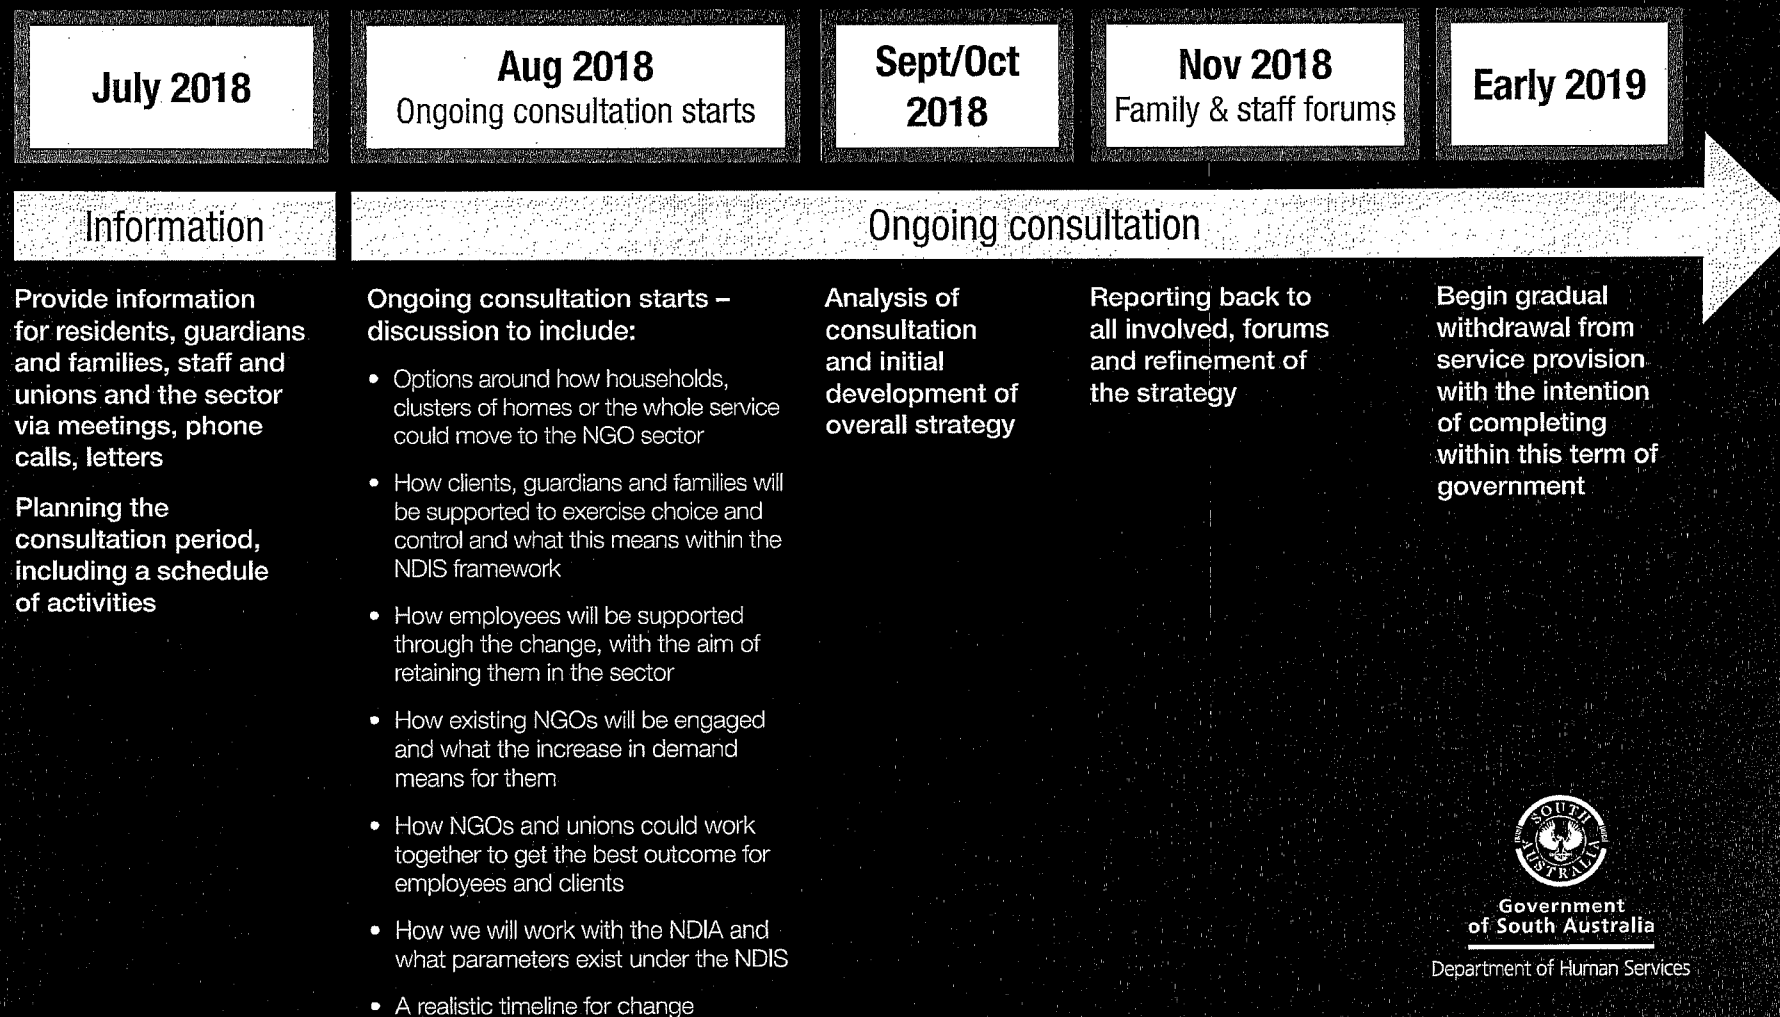 July 2018
Aug 2018
Ongoing consultation starts
Sept/Oct
2018
Nov 2018
Family & staff forums
Early 2019
Information
Ongoing consultation
Provide information
for residents, guardians
and families, staff and
unions and the sector
via meetings, phone
calls, letters
Planning the
consultation period,
including a schedule
of activities
Ongoing consultation starts –
discussion to include:
• Options around how households,
clusters of homes or the whole service
could move to the NGO sector
• How clients, guardians and families will
be supported to exercise choice and
control and what this means within the
NDIS framework
• How employees will be supported
through the change, with the aim of
retaining them in the sector
• How existing NGOs will be engaged
and what the increase in demand
means for them
• How NGOs and unions could work
together to get the best outcome for
employees and clients
• How we will work with the NDIA and
what parameters exist under the NDIS
• A realistic timeline for change
Analysis of
consultation
and initial
development of
overall strategy
Reporting back to
all involved, forums
and refinement of
the strategy
Begin gradual
withdrawal from
service provision
with the intention
of completing
within this term of
government
SOUTH
AUSTRALIA
Government
of South Australia
Department of Human Services